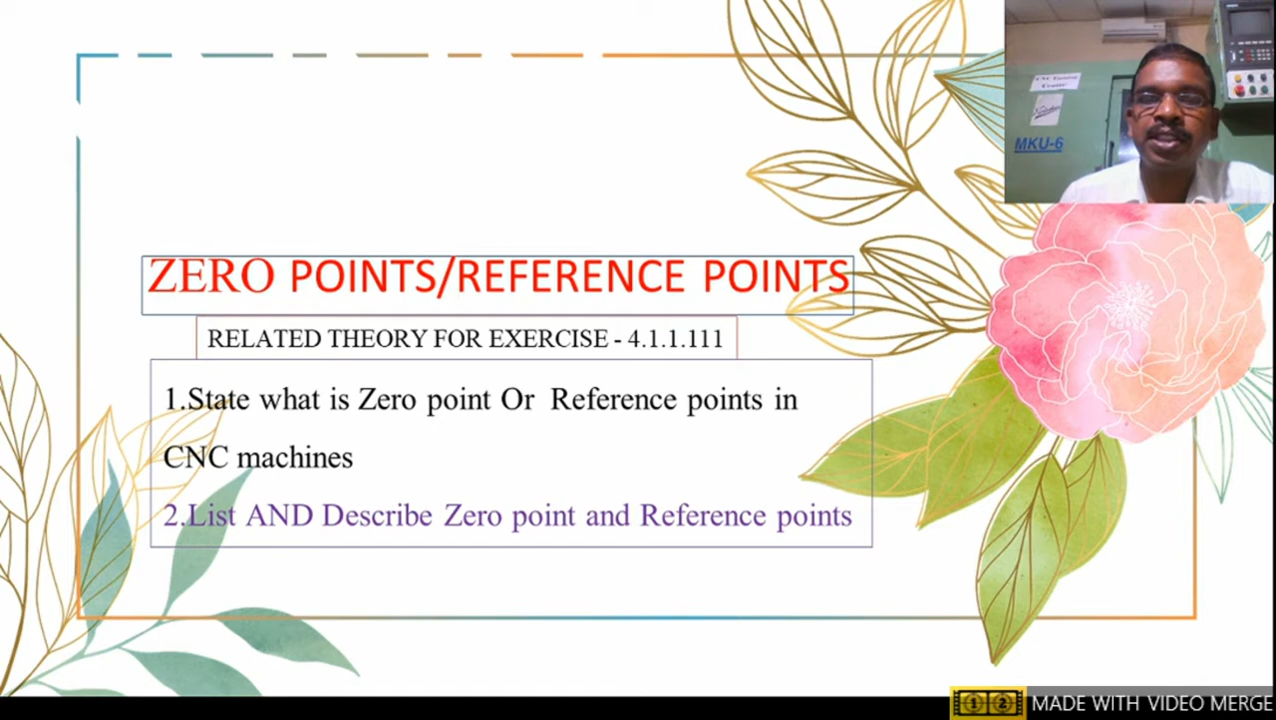 ZERO POINTS/REFERENCE POINTS
RELATED THEORY FOR EXERCISE - 4.1.1.111
1.State what is Zero point Or Reference points in
CNC machines
2.List AND Describe Zero point and Reference points
CNC Turning
MKU-6
MADE WITH VIDEO MERGE